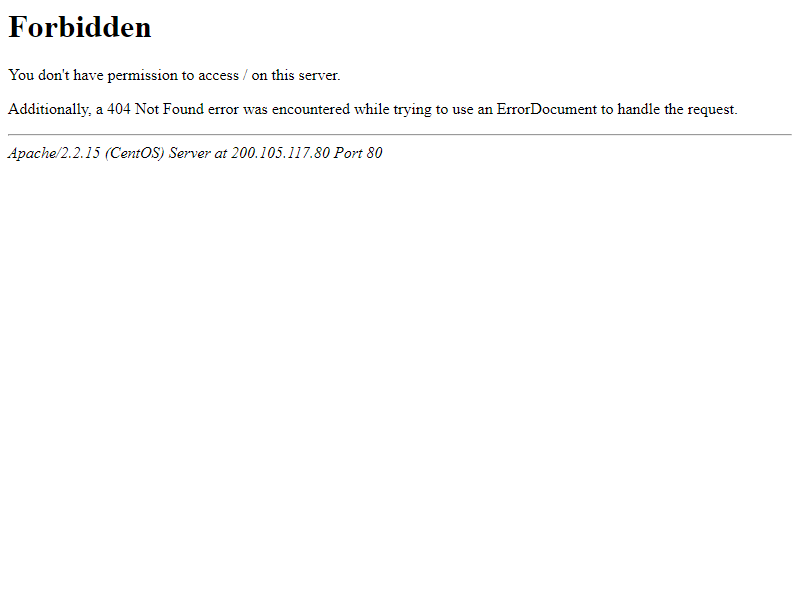 Forbidden
You don't have permission to access / on this server.
Additionally, a 404 Not Found error was encountered while trying to use an ErrorDocument to handle the request.
Apache/2.2.15 (CentOS) Server at 200.105.117.80 Port 80